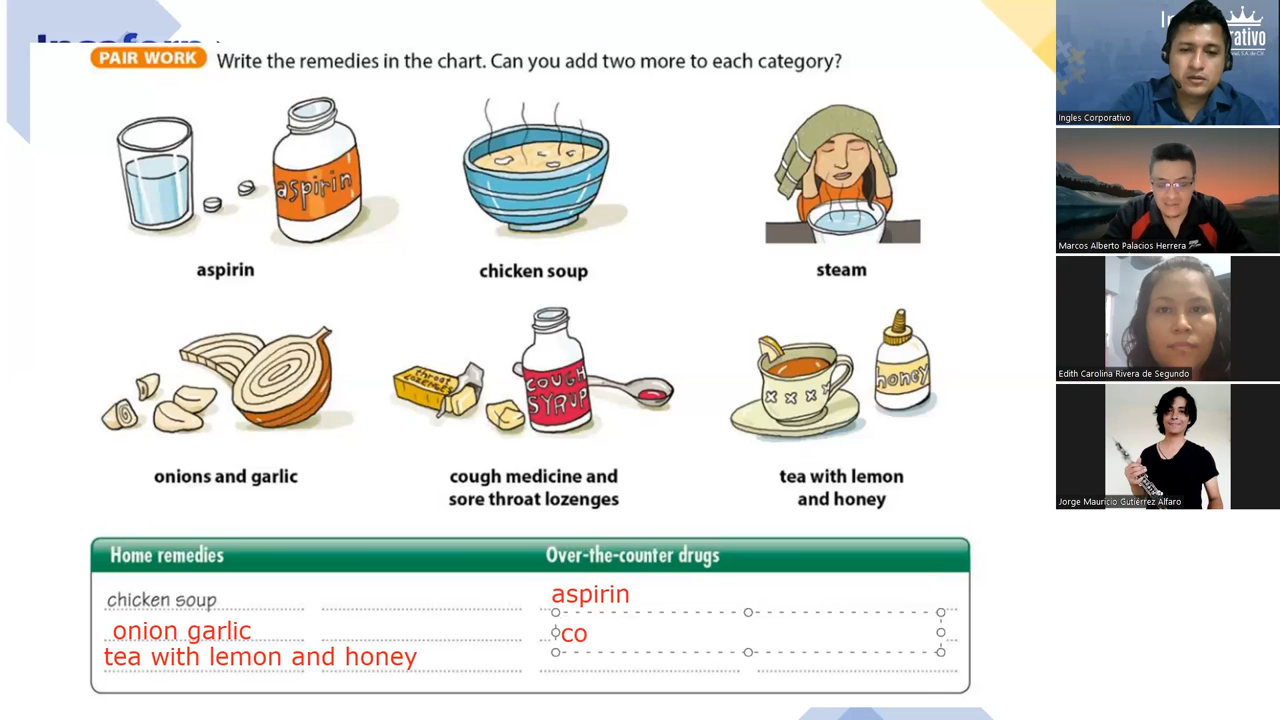 PAIR WORK Write the remedies in the chart. Can you add two more to each category?
aspirin
aspirin
chicken soup
steam
throat
lozenges
COUGH
SYRUP
honey
onions and garlic
cough medicine and
sore throat lozenges
tea with lemon
and honey
Home remedies
Over-the-counter drugs
chicken soup
aspirin
onion garlic
co
tea with lemon and honey
Ingles Corporativo
Marcos Alberto Palacios Herrera
Edith Carolina Rivera de Segundo
Jorge Mauricio Gutiérrez Alfaro